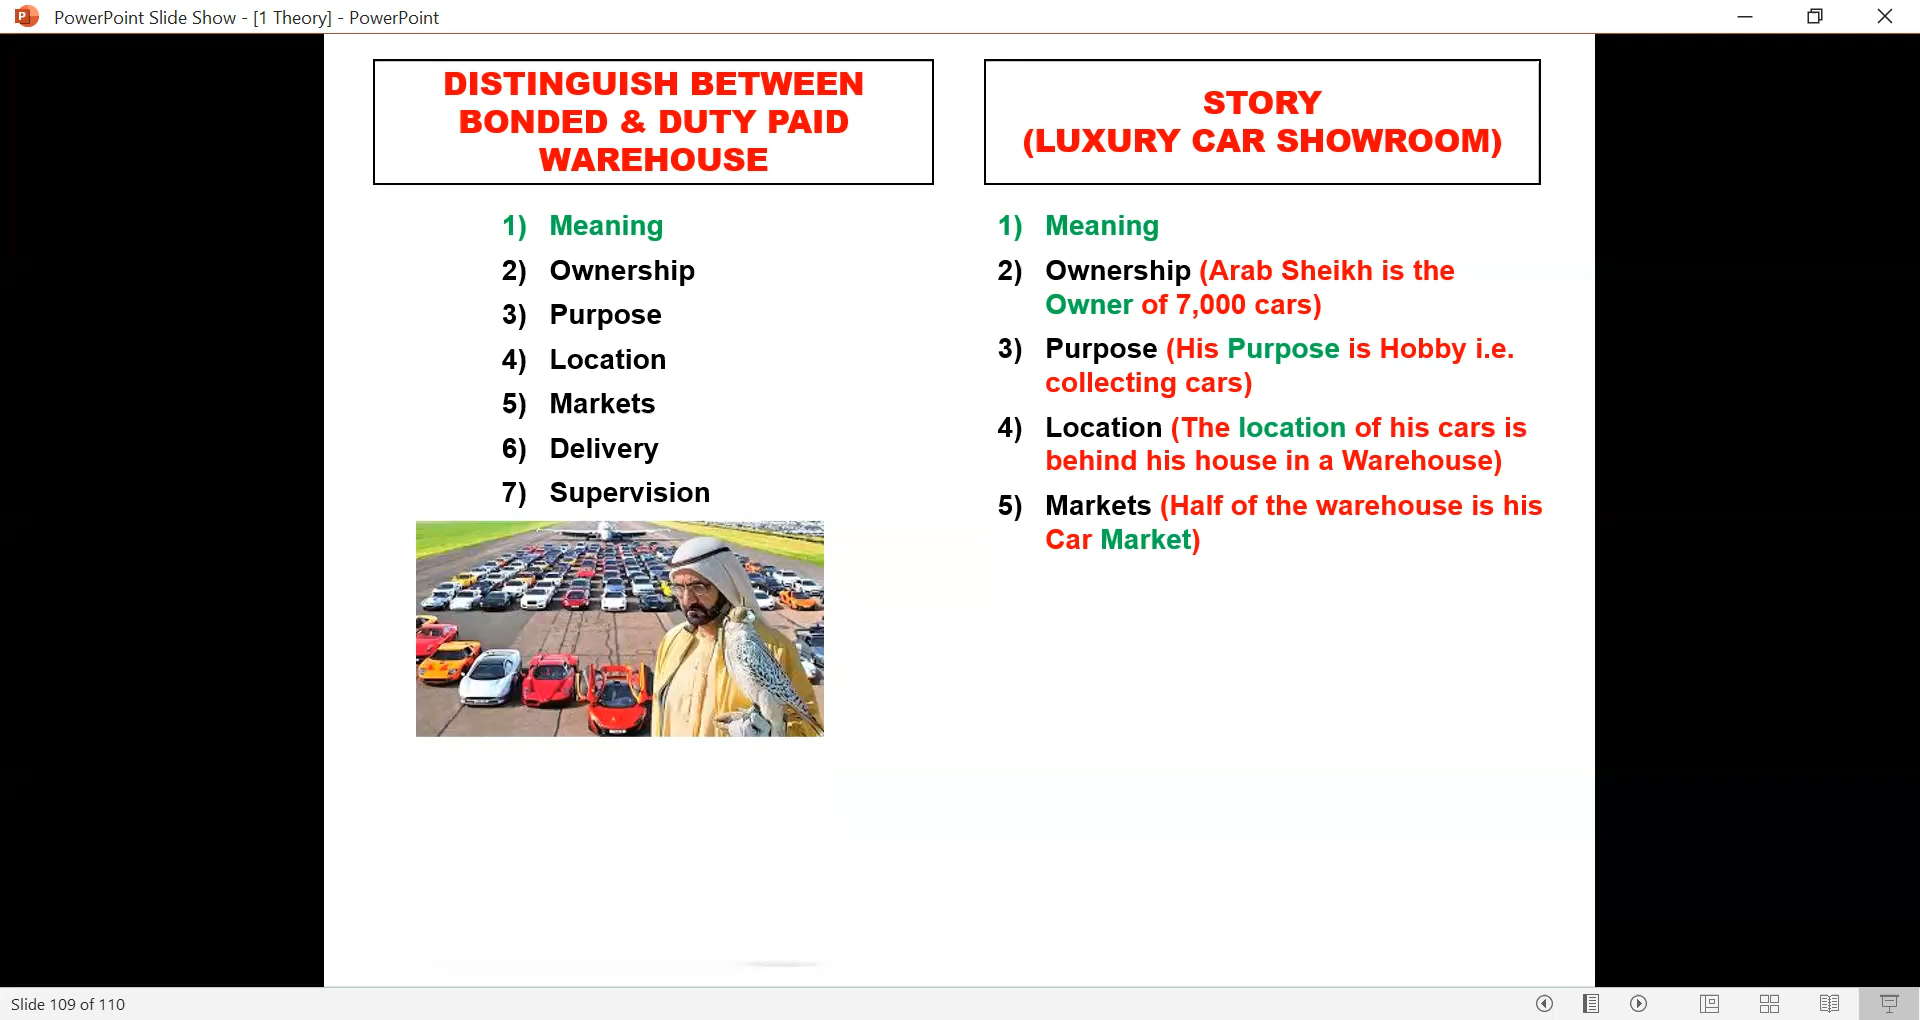 PowerPoint Slide Show - [1 Theory] - PowerPoint
DISTINGUISH BETWEEN
BONDED & DUTY PAID
WAREHOUSE
1) Meaning
2) Ownership
3) Purpose
4) Location
5) Markets
6) Delivery
7) Supervision
STORY
(LUXURY CAR SHOWROOM)
1) Meaning
2) Ownership (Arab Sheikh is the
Owner of 7,000 cars)
3) Purpose (His Purpose is Hobby i.e.
collecting cars)
4) Location (The location of his cars is
behind his house in a Warehouse)
5) Markets (Half of the warehouse is his
Car Market)
Slide 109 of 110